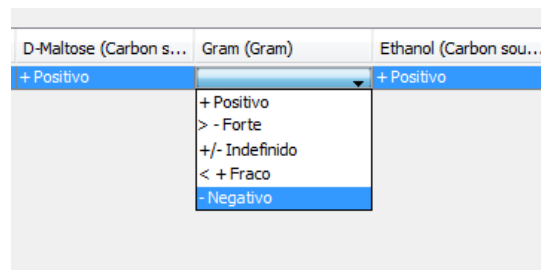 D-Maltose (Carbon s... Gram (Gram) Ethanol (Carbon sou...
+ Positivo + Positivo
+ Positivo
> - Forte
+/- Indefinido
< + Fraco
- Negativo